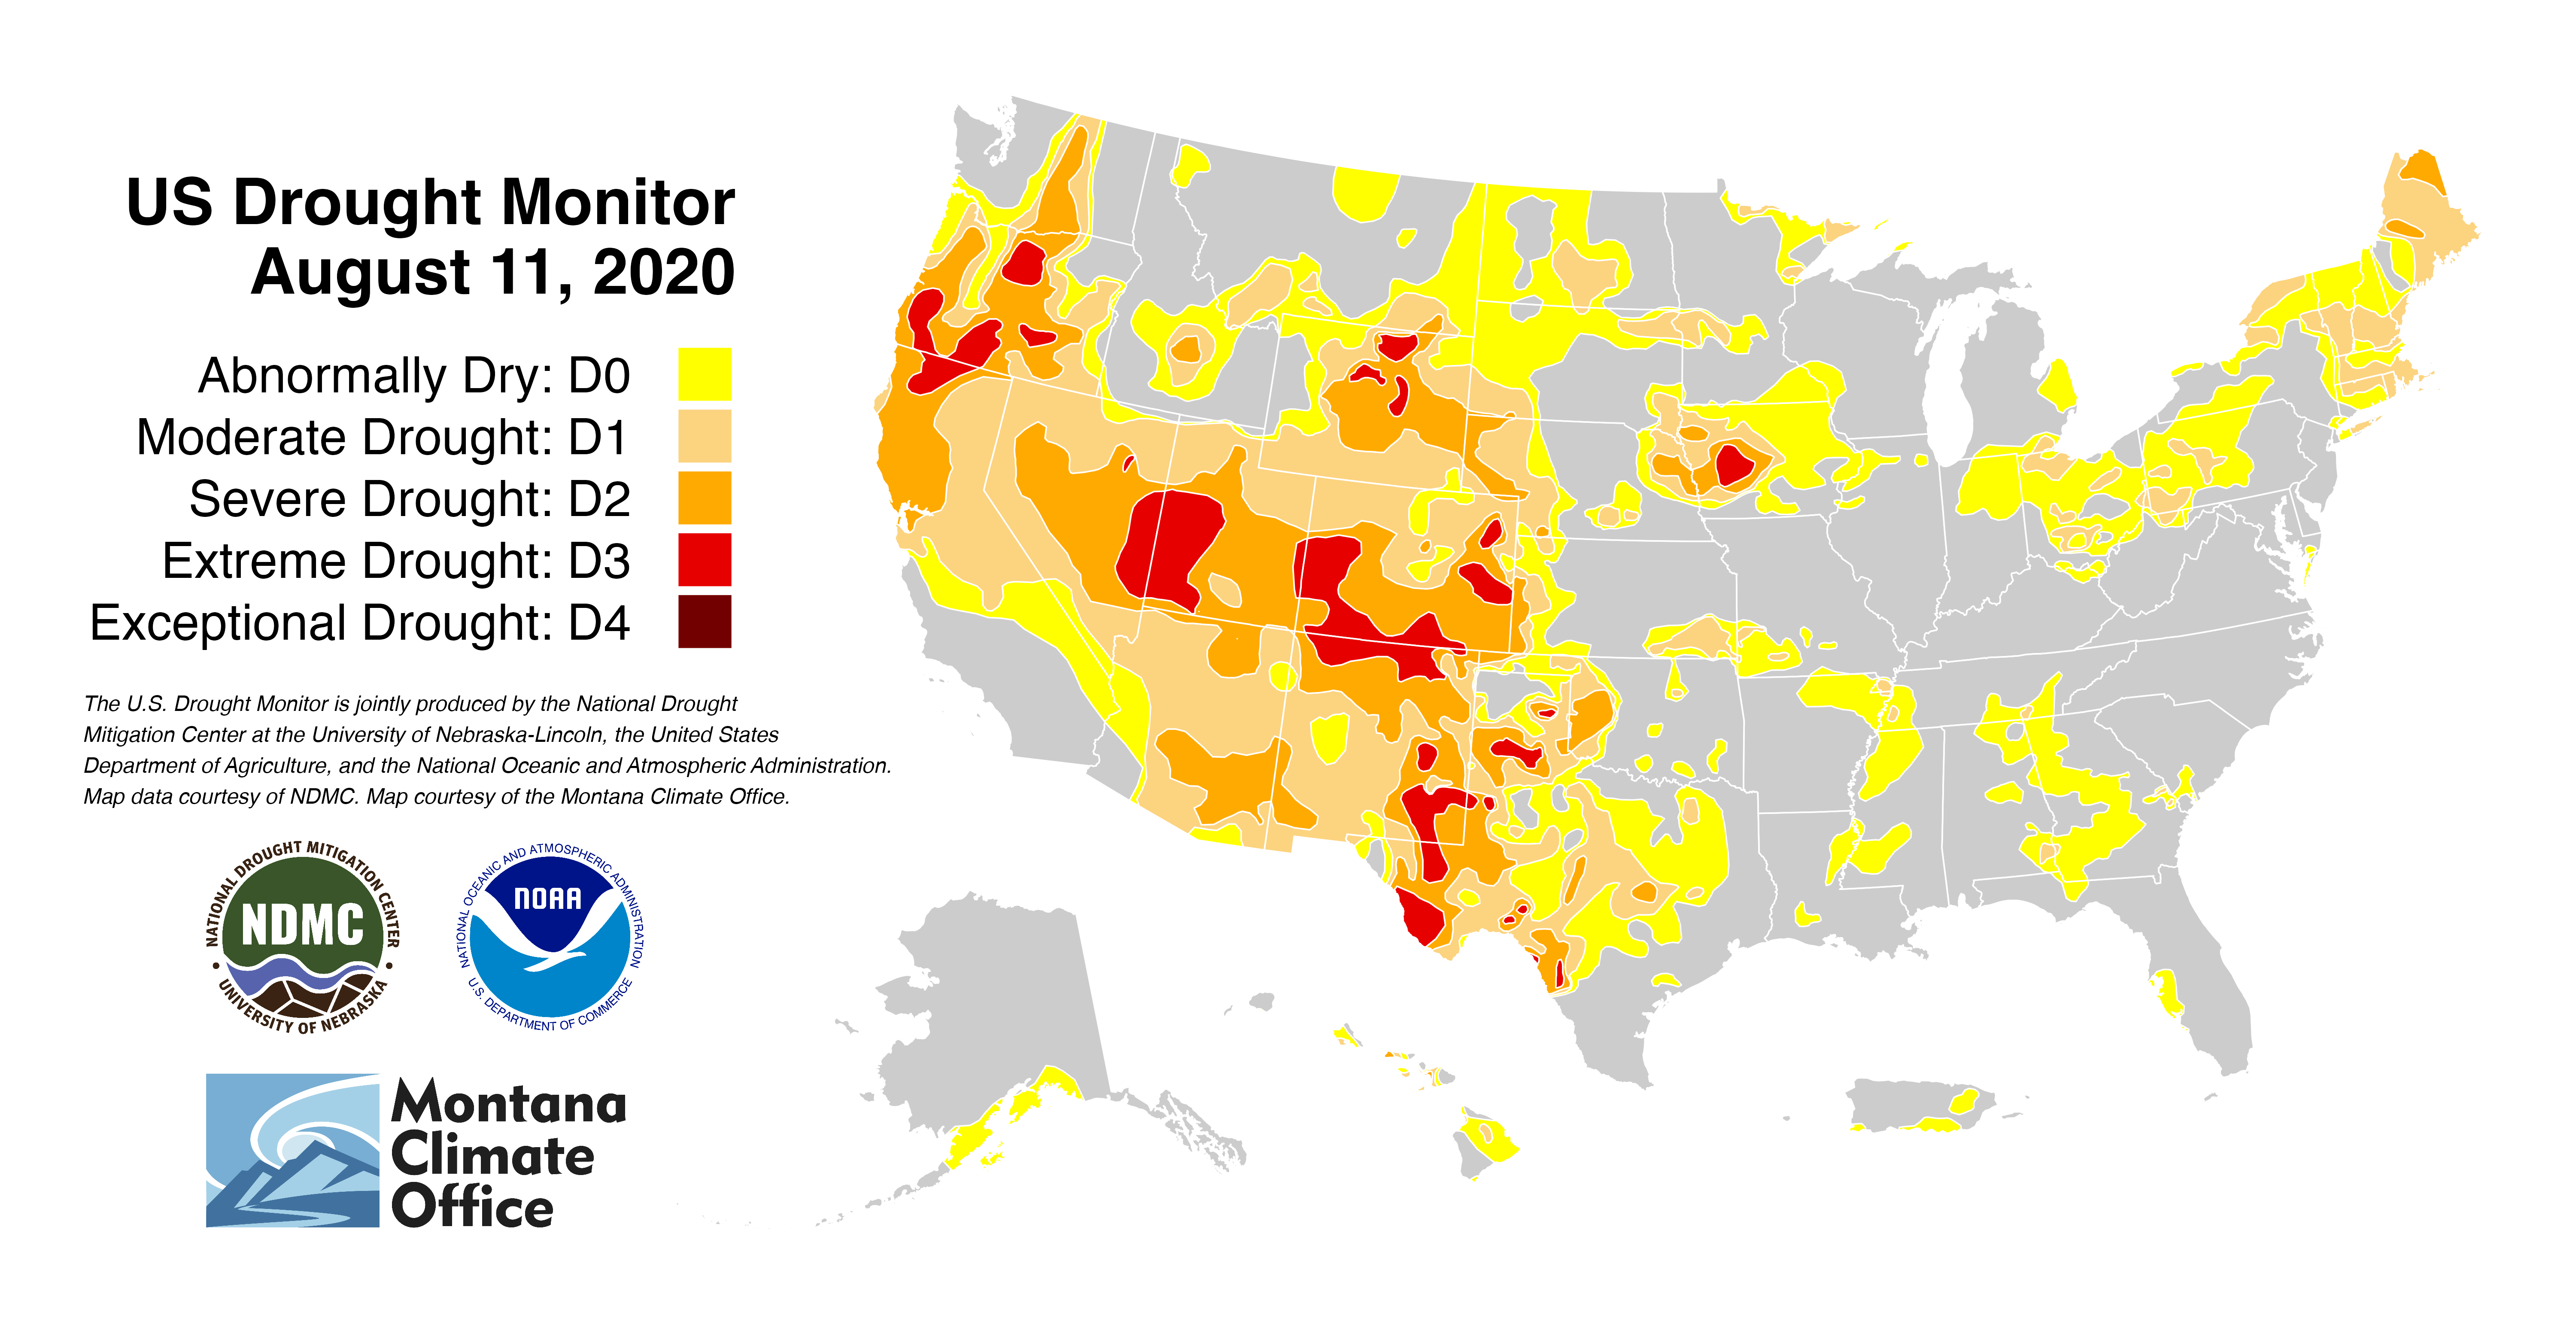 US Drought Monitor
August 11, 2020
Abnormally Dry: D0
Moderate Drought: D1
Severe Drought: D2
Extreme Drought: D3
Exceptional Drought: D4
The U.S. Drought Monitor is jointly produced by the National Drought
Mitigation Center at the University of Nebraska-Lincoln, the United States
Department of Agriculture, and the National Oceanic and Atmospheric Administration.
Map data courtesy of NDMC. Map courtesy of the Montana Climate Office.
NATIONAL DROUGHT MITIGATION CENTER
NDMC
• UNIVERSITY OF NEBRASKA •
NATIONAL OCEANIC AND ATMOSPHERIC ADMINISTRATION
NOAA
U.S. DEPARTMENT OF COMMERCE
Montana
Climate
Office